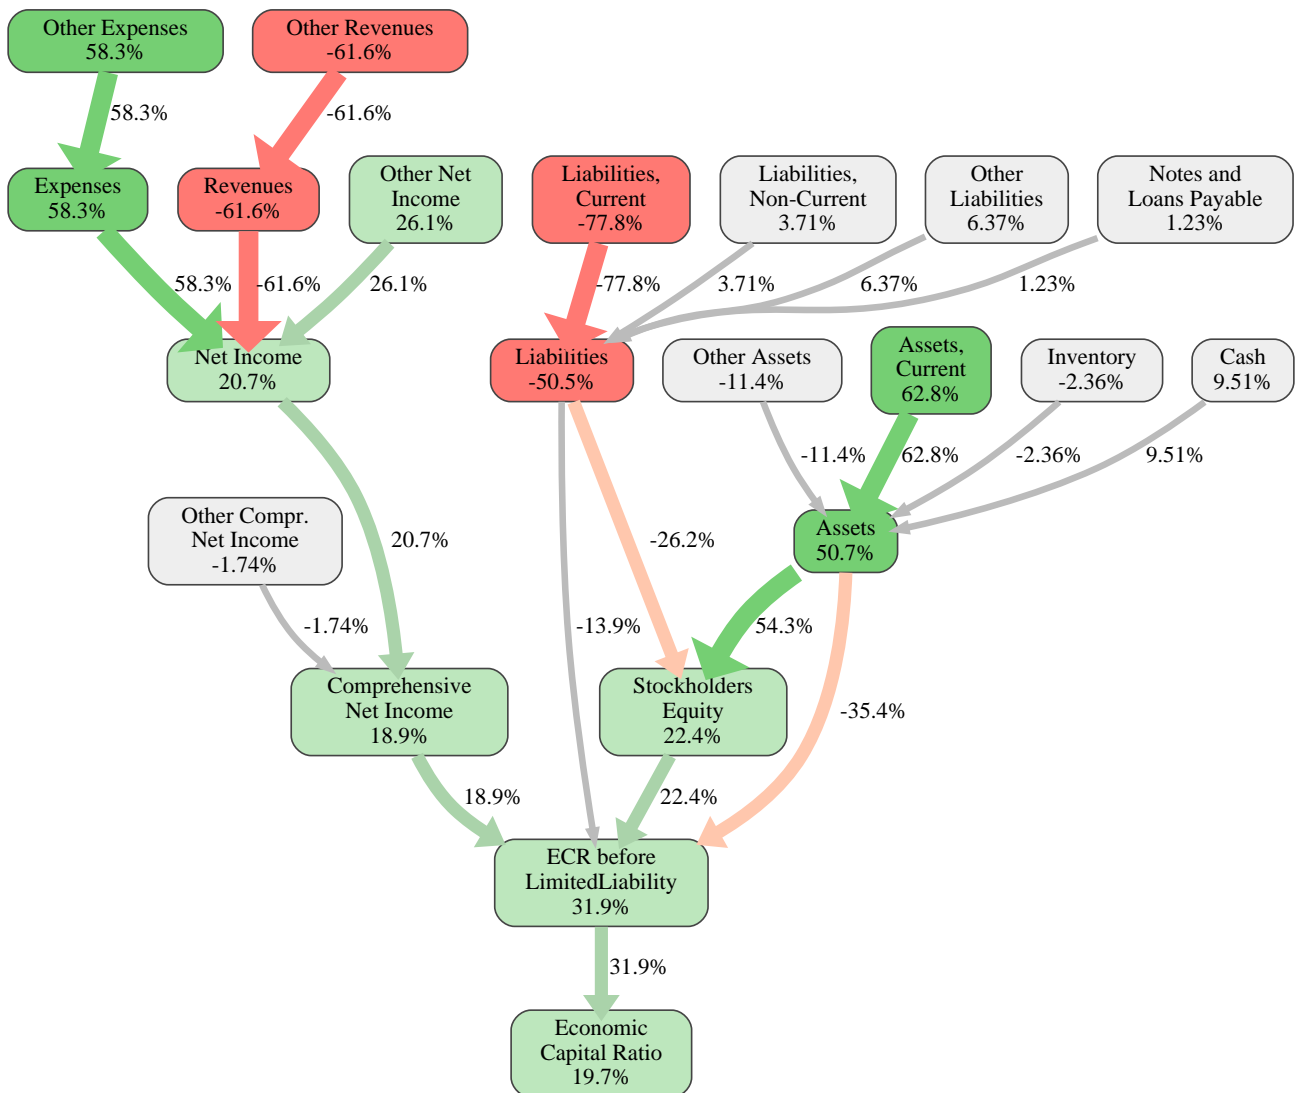 Other Expenses
58.3%
Other Revenues
-61.6%
58.3%
-61.6%
Expenses
58.3%
Revenues
-61.6%
Other Net
Income
26.1%
Liabilities,
Current
-77.8%
Liabilities,
Non-Current
3.71%
Other
Liabilities
6.37%
Notes and
Loans Payable
1.23%
58.3%
-61.6%
26.1%
-77.8%
3.71%
6.37%
1.23%
Net Income
20.7%
Liabilities
-50.5%
Other Assets
-11.4%
Assets,
Current
62.8%
Inventory
-2.36%
Cash
9.51%
-11.4%
62.8%
-2.36%
9.51%
Other Compr.
Net Income
-1.74%
20.7%
-26.2%
Assets
50.7%
-1.74%
-13.9%
54.3%
Comprehensive
Net Income
18.9%
Stockholders
Equity
22.4%
-35.4%
18.9%
22.4%
ECR before
LimitedLiability
31.9%
31.9%
Economic
Capital Ratio
19.7%